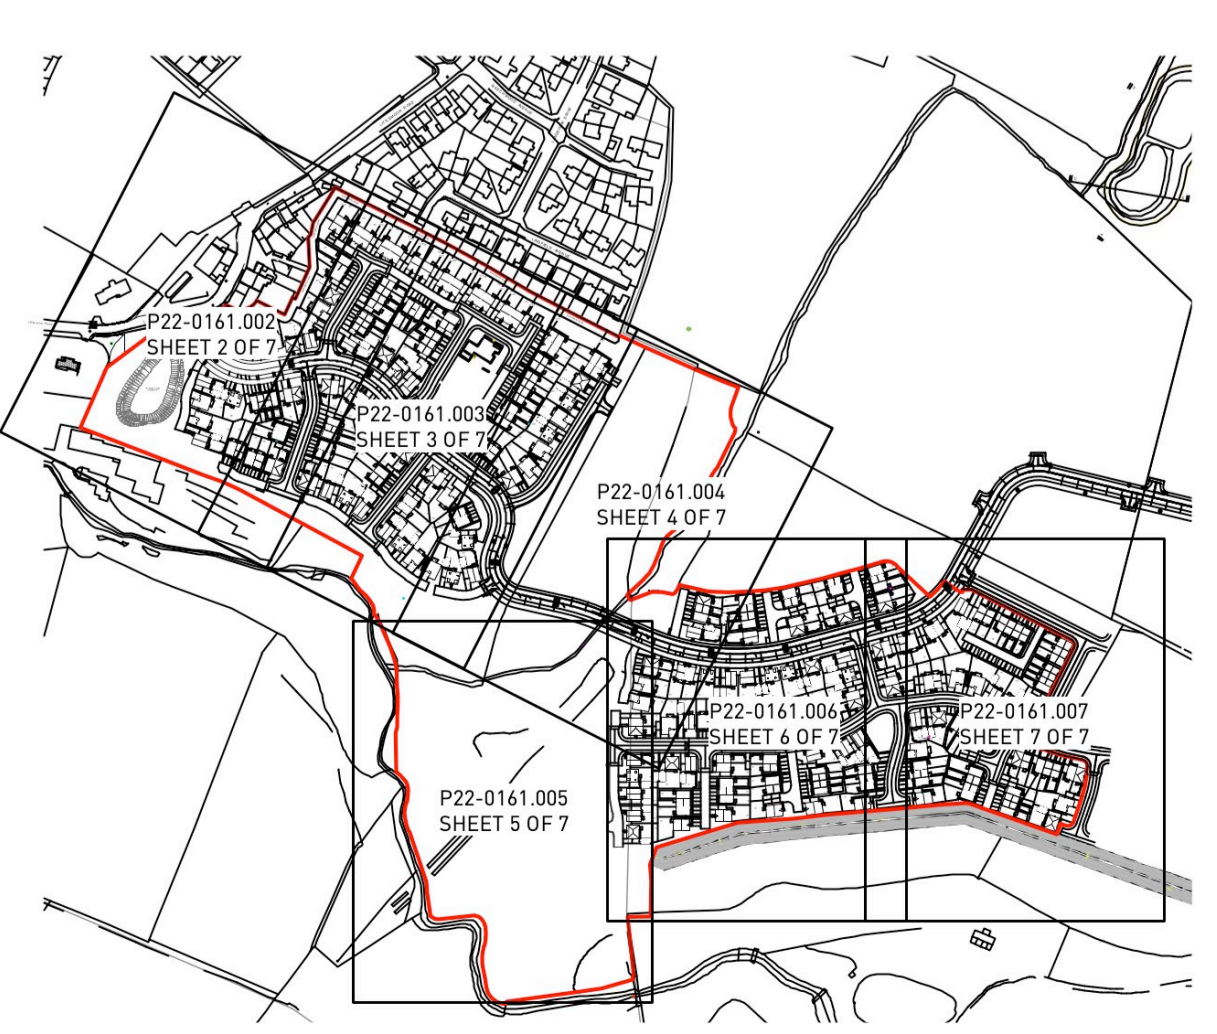 P22-0161.002
SHEET 2 OF 7
P22-0161.003
SHEET 3 OF 7
P22-0161.004
SHEET 4 OF 7
P22-0161.006
SHEET 6 OF 7
P22-0161.007
SHEET 7 OF 7
P22-0161.005
SHEET 5 OF 7